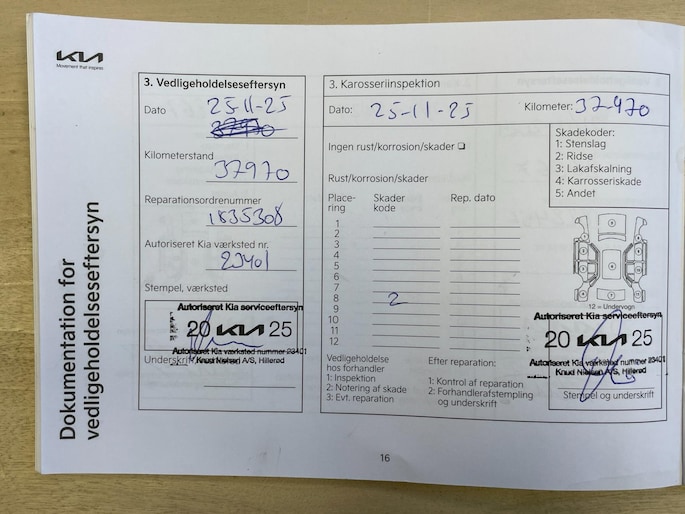 KIA
Movement that inspires
Dokumentation for
vedligeholdelseseftersyn
3. Vedligeholdelseseftersyn
Dato 25-11-25
37970
Kilometerstand
37970
Reparationsordrenummer
1835308
Autoriseret Kia værksted nr.
23401
Stempel, værksted
Autoriseret Kia serviceeftersyn
20 KIA 25
Autoriseret Kia værksted nummer 23401
Knud Nielsen A/S, Hillerød
Underskrift
3. Karosseriinspektion
Dato: 25-11-25 Kilometer: 37970
Ingen rust/korrosion/skader ❏
Rust/korrosion/skader
Place- Skader Rep. dato
ring kode
1
2
3
4
5
6
7
8 2
9
10
11
12
Skadekoder:
1: Stenslag
2: Ridse
3: Lakafskalning
4: Karrosseriskade
5: Andet
12 = Undervogn
Vedligeholdelse
hos forhandler
1: Inspektion
2: Notering af skade
3: Evt. reparation
Efter reparation:
1: Kontrol af reparation
2: Forhandlerafstempling
og underskrift
Autoriseret Kia serviceeftersyn
20 KIA 25
Autoriseret Kia værksted nummer 23401
Knud Nielsen A/S, Hillerød
Stempel og underskrift
16